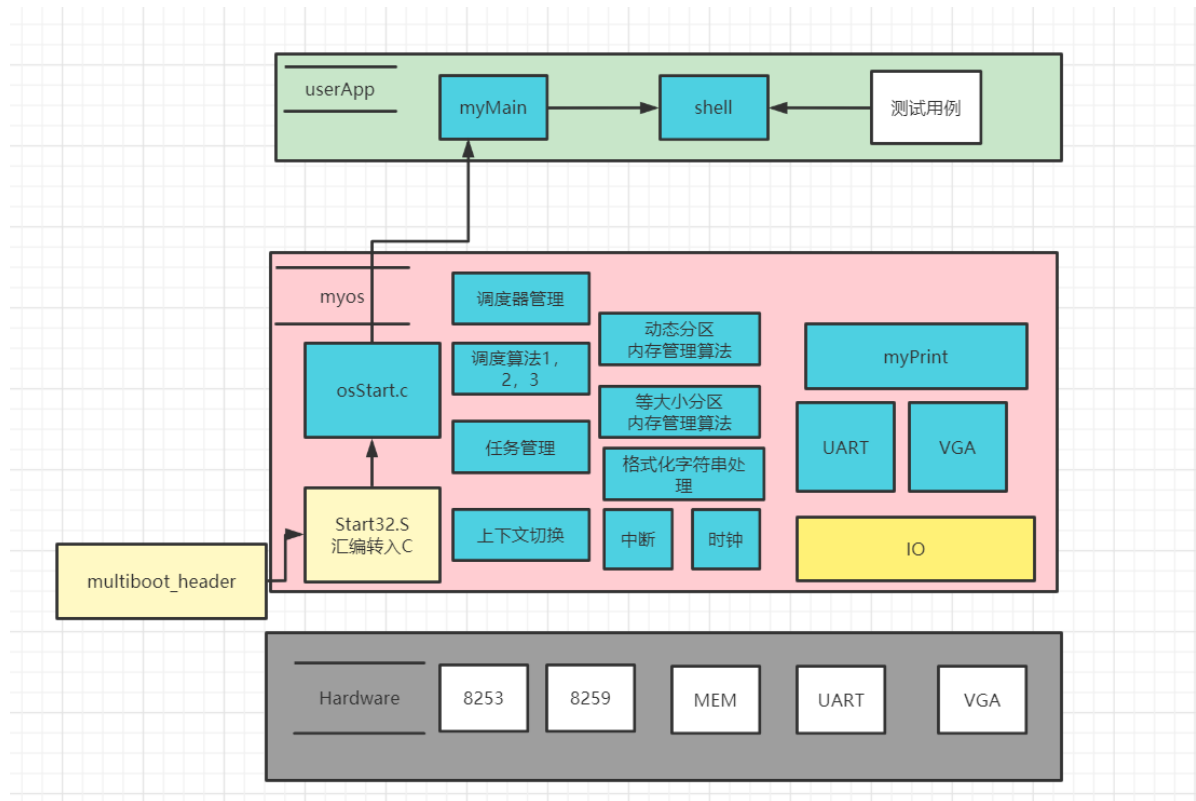 userApp
myMain
shell
测试用例
myos
调度器管理
动态分区
内存管理算法
myPrint
调度算法1，
2，3
osStart.c
等大小分区
内存管理算法
UART
VGA
任务管理
格式化字符串处
理
Start32.S
汇编转入C
上下文切换
中断
时钟
IO
multiboot_header
Hardware
8253
8259
MEM
UART
VGA